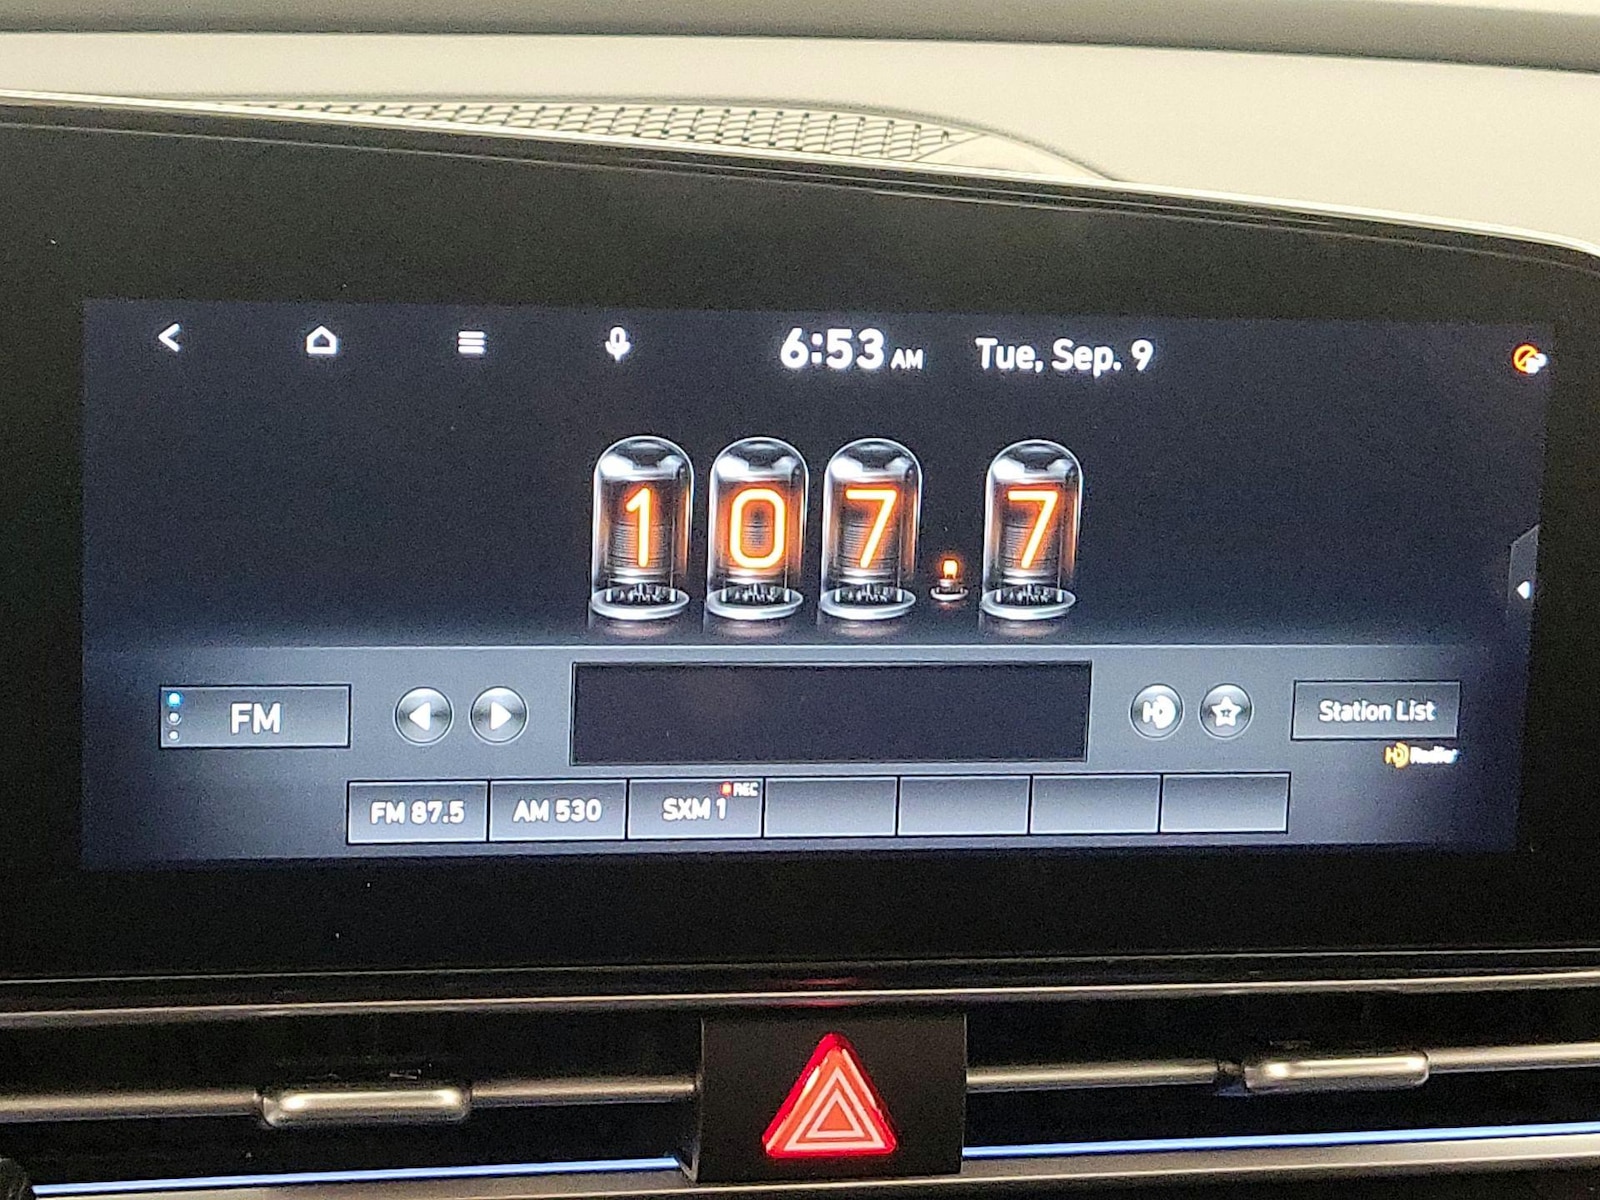 6:53 AM Tue, Sep. 9
107.7
FM
Station List
HD Radio
FM 87.5 AM 530 SXM 1 REC